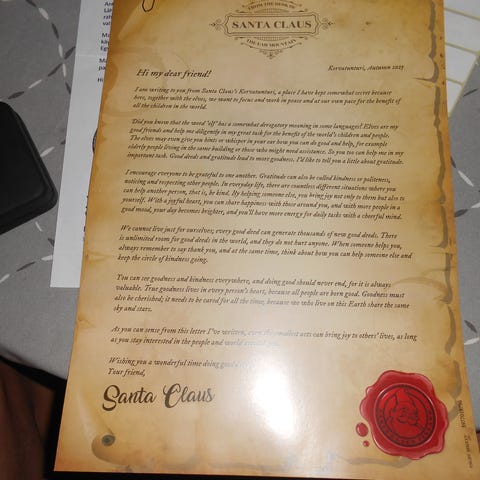 FROM THE DESK OF
SANTA CLAUS
THE EAR MOUNTAIN
Korvatunturi, Autumn 2025
Hi my dear friend!
I am writing to you from Santa Claus's Korvatunturi, a place I have kept somewhat secret because
here, together with the elves, we want to focus and work in peace and at our own pace for the benefit of
all the children in the world.
Did you know that the word "elf" has a somewhat derogatory meaning in some languages? Elves are my
good friends and help me diligently in my great task for the benefit of the world's children and people.
The elves may even give you hints or whisper in your ear how you can do good and help, for example
elderly people living in the same building or those who might need assistance. So you too can help me in my
important task. Good deeds and gratitude lead to more goodness. I'd like to tell you a little about gratitude.
I encourage everyone to be grateful to one another. Gratitude can also be called kindness or politeness,
noticing and respecting other people. In everyday life, there are countless different situations where you
can help another person, that is, be kind. By helping someone else, you bring joy not only to them but also to
yourself. With a joyful heart, you can share happiness with those around you, and with more people in a
good mood, your day becomes brighter, and you'll have more energy for daily tasks with a cheerful mind.
We cannot live just for ourselves; every good deed can generate thousands of new good deeds. There
is unlimited room for good deeds in the world, and they do not hurt anyone. When someone helps you,
always remember to say thank you, and at the same time, think about how you can help someone else and
keep the circle of kindness going.
You can see goodness and kindness everywhere, and doing good should never end, for it is always
valuable. True goodness lives in every person's heart, because all people are born good. Goodness must
also be cherished; it needs to be cared for all the time, because we who live on this Earth share the same
sky and stars.
As you can sense from this letter I've written, even the smallest acts can bring joy to others' lives, as long
as you stay interested in the people and world around you.
Wishing you a wonderful time doing good
Your friend,
Santa Claus